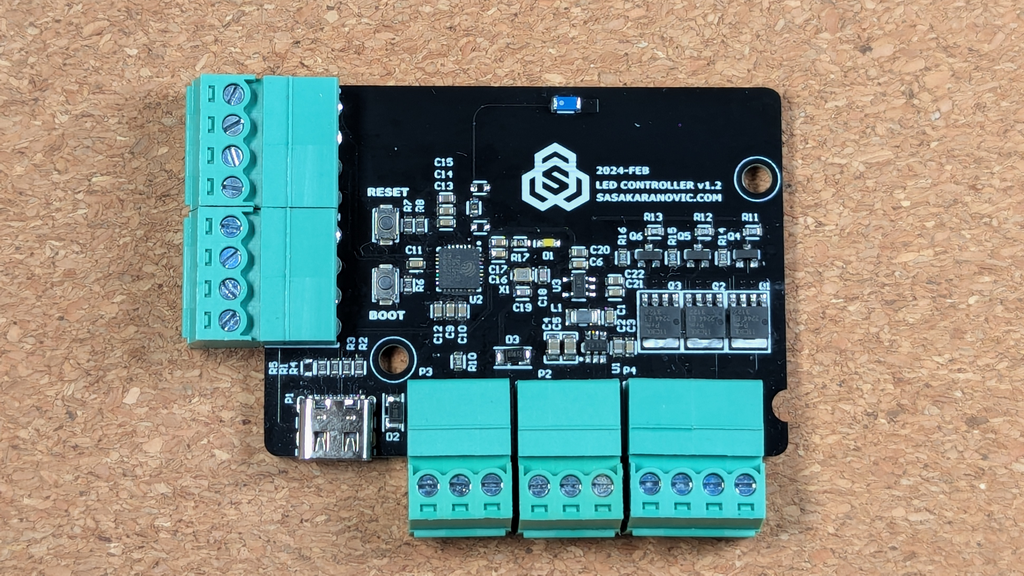 2024-FEB
LED CONTROLLER v1.2
SASAKARANOVIC.COM
C15
C14
C13
RESET
R7
R8
R13
R12
R11
R16
Q6
R15
Q5
R14
Q4
C11
R17
D1
C20
C6
C17
C16
X1
C18
C19
U3
C22
C21
R6
U2
BOOT
Q3
Q2
Q1
C12
C9
C10
L1
C4
C5
C1
C2
C3
R10
D3
R5
R1
R4
R3
R2
P3
P2
5
P4
P1
D2